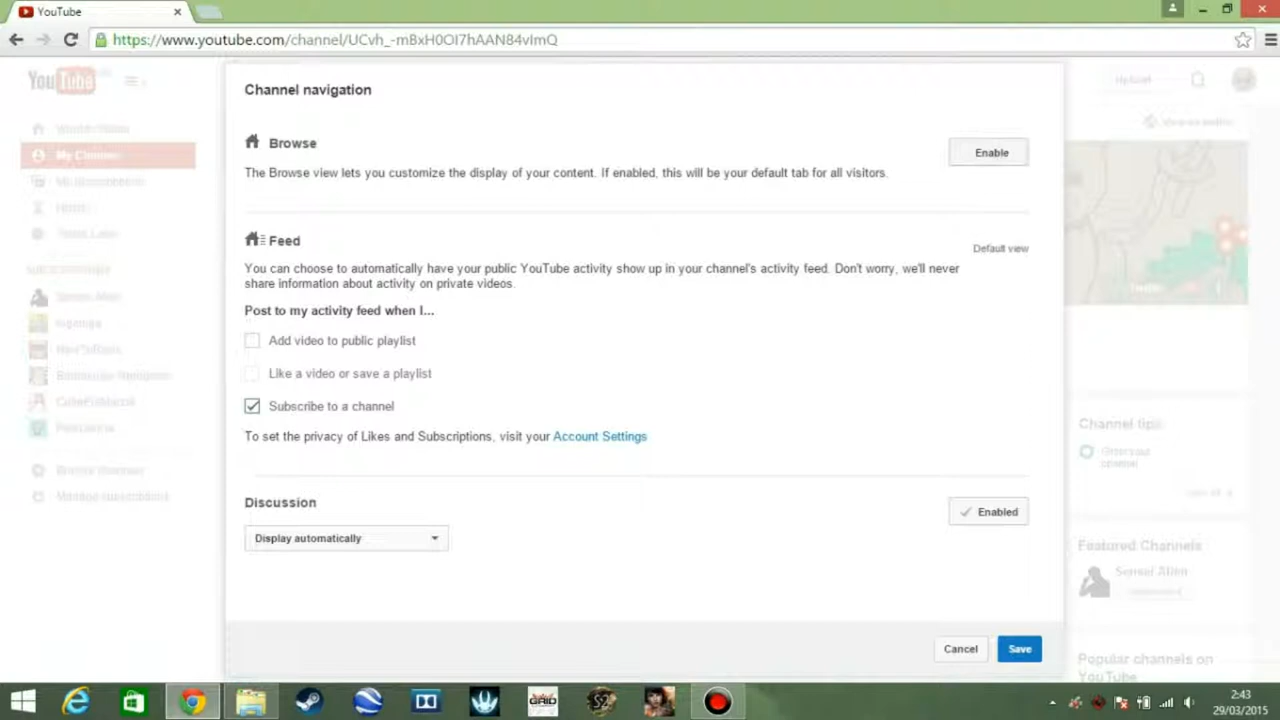 YouTube
https://www.youtube.com/channel/UCvh_-mBxH0OI7hAAN84vImQ
YouTube
Upload
Channel navigation
Browse
Enable
The Browse view lets you customize the display of your content. If enabled, this will be your default tab for all visitors.
Feed
Default view
You can choose to automatically have your public YouTube activity show up in your channel's activity feed. Don't worry, we'll never
share information about activity on private videos.
Post to my activity feed when I...
Add video to public playlist
Like a video or save a playlist
Subscribe to a channel
To set the privacy of Likes and Subscriptions, visit your Account Settings
Discussion
Enabled
Display automatically
Cancel
Save
My Channel
Channel tips
Featured Channels
Popular channels on
YouTube
GRID
2:43
29/03/2015